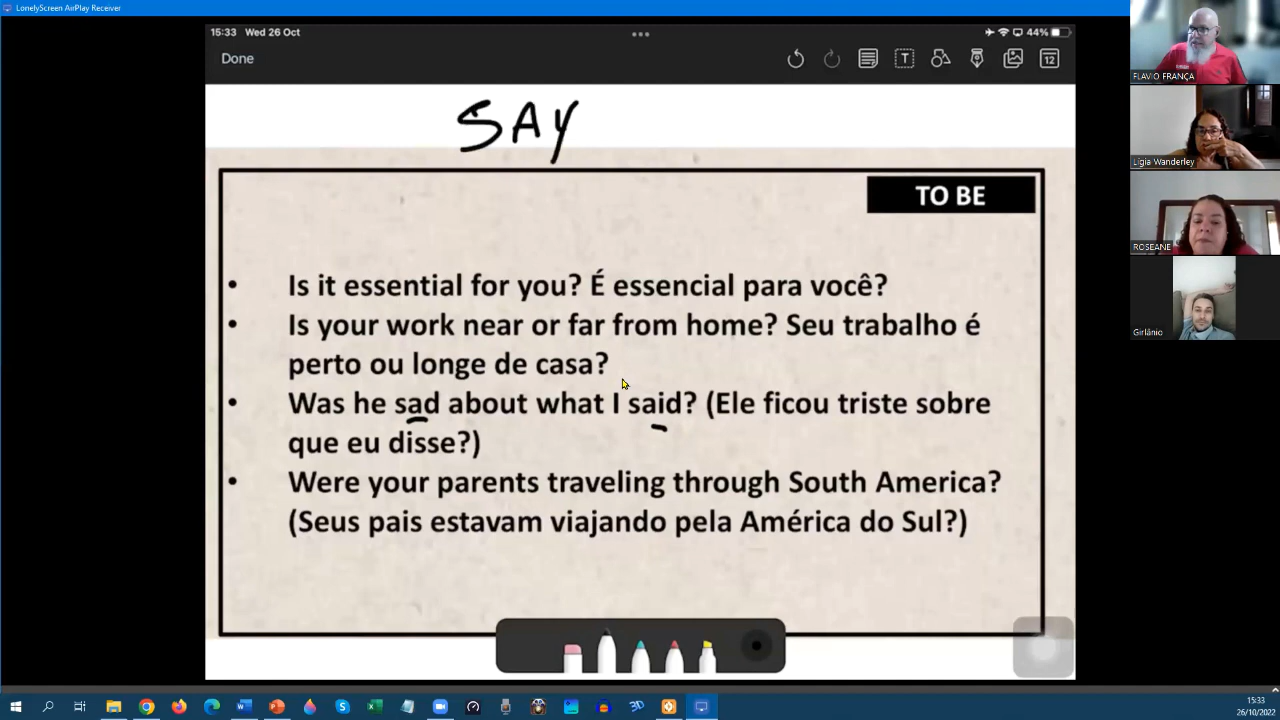 LonelyScreen AirPlay Receiver
15:33 Wed 26 Oct
44%
Done
12
SAY
TO BE
• Is it essential for you? É essencial para você?
• Is your work near or far from home? Seu trabalho é
perto ou longe de casa?
• Was he sad about what I said? (Ele ficou triste sobre
que eu disse?)
• Were your parents traveling through South America?
(Seus pais estavam viajando pela América do Sul?)
FLAVIO FRANÇA
Ligia Wanderley
ROSEANE
Girlânio
15:33
26/10/2022